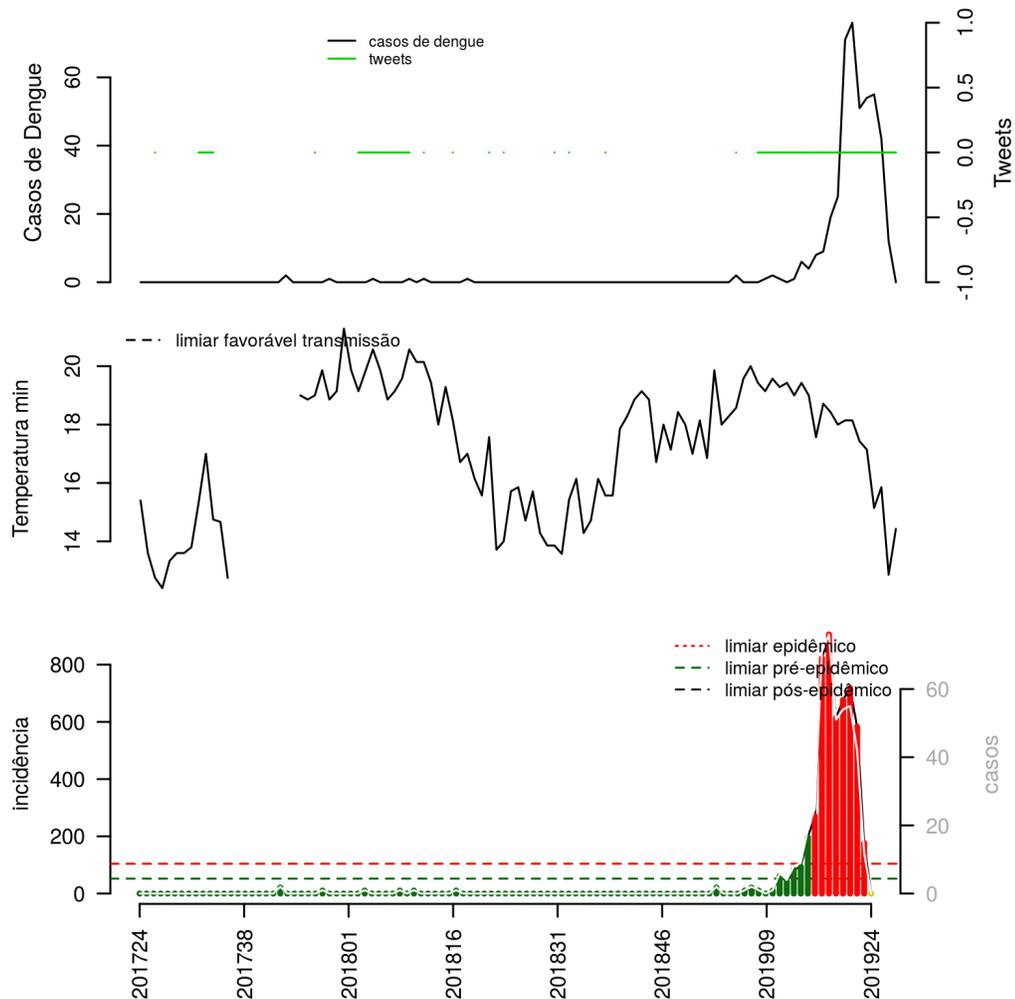 casos de dengue
tweets
Casos de Dengue
0
20
40
60
Tweets
-1.0
-0.5
0.0
0.5
1.0
limiar favorável transmissão
Temperatura min
14
16
18
20
limiar epidêmico
limiar pré-epidêmico
limiar pós-epidêmico
incidência
0
200
400
600
800
casos
0
20
40
60
201724
201738
201801
201816
201831
201846
201909
201924